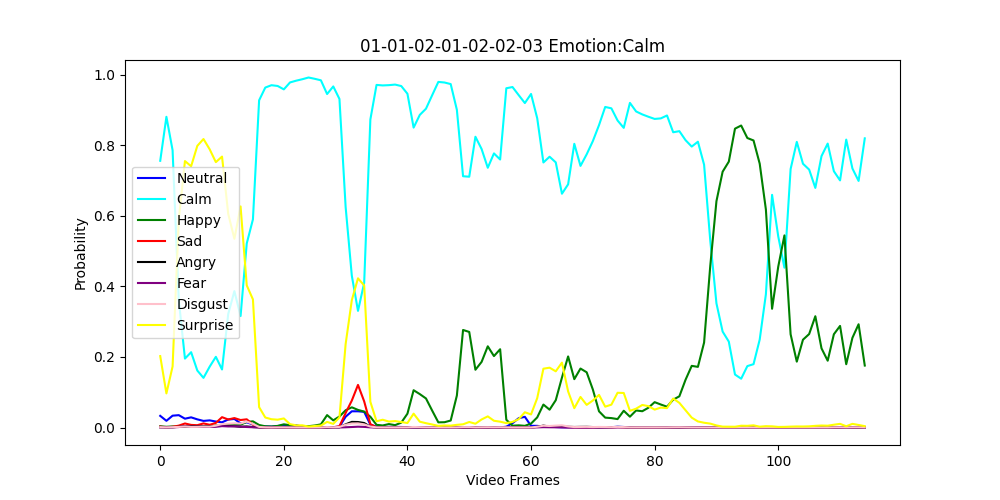 01-01-02-01-02-02-03 Emotion:Calm
1.0
0.8
0.6
0.4
0.2
0.0
Probability
Neutral
Calm
Happy
Sad
Angry
Fear
Disgust
Surprise
0 20 40 60 80 100
Video Frames